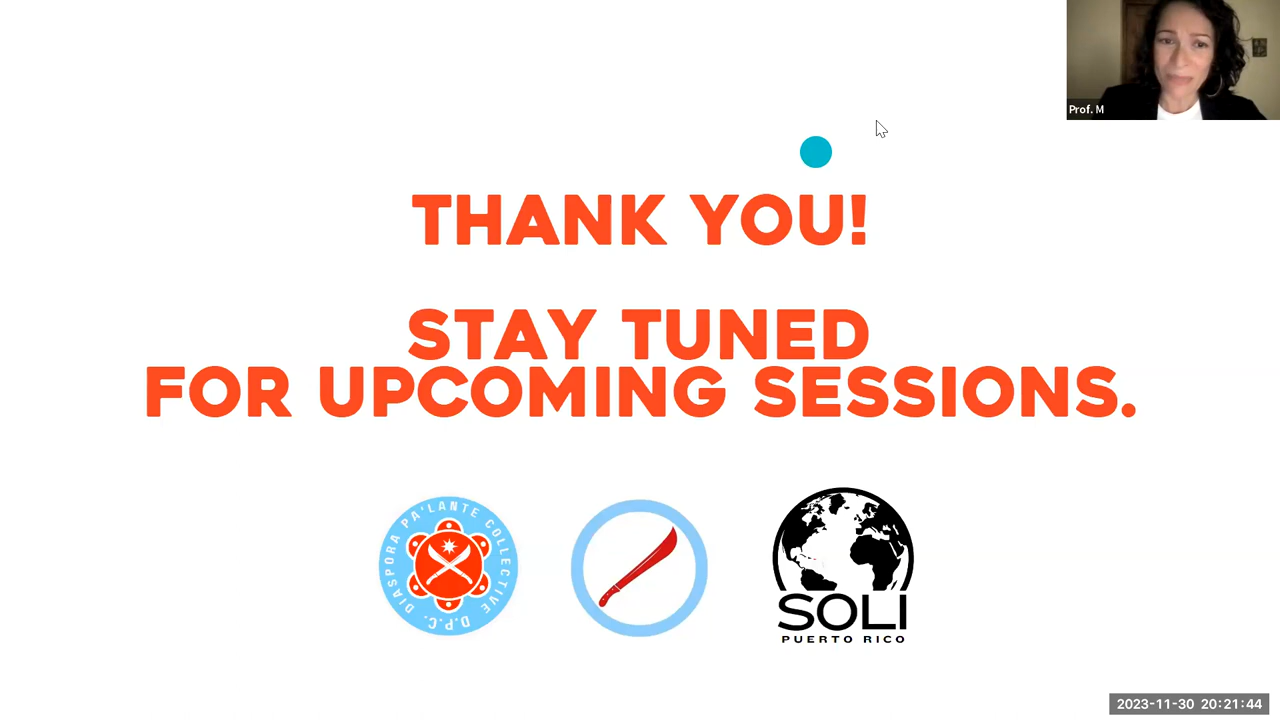 Prof. M
THANK YOU!
STAY TUNED
FOR UPCOMING SESSIONS.
DIASPORA PA'LANTE COLLECTIVE D.P.C.
SOLI
PUERTO RICO
2023-11-30 20:21:44